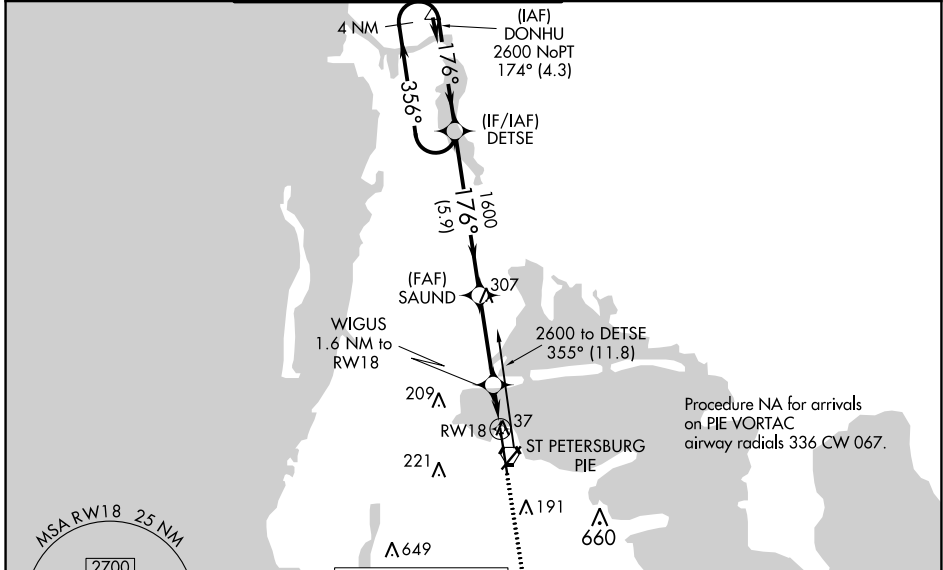 4 NM
(IAF)
DONHU
2600 NoPT
174° (4.3)
176°
356°
(IF/IAF)
DETSE
1600
176°
(5.9)
(FAF)
SAUND
307
WIGUS
1.6 NM to
RW18
2600 to DETSE
355° (11.8)
209
RW18
37
Procedure NA for arrivals
on PIE VORTAC
airway radials 336 CW 067.
ST PETERSBURG
PIE
221
191
660
649
MSA RW18 25 NM
2700